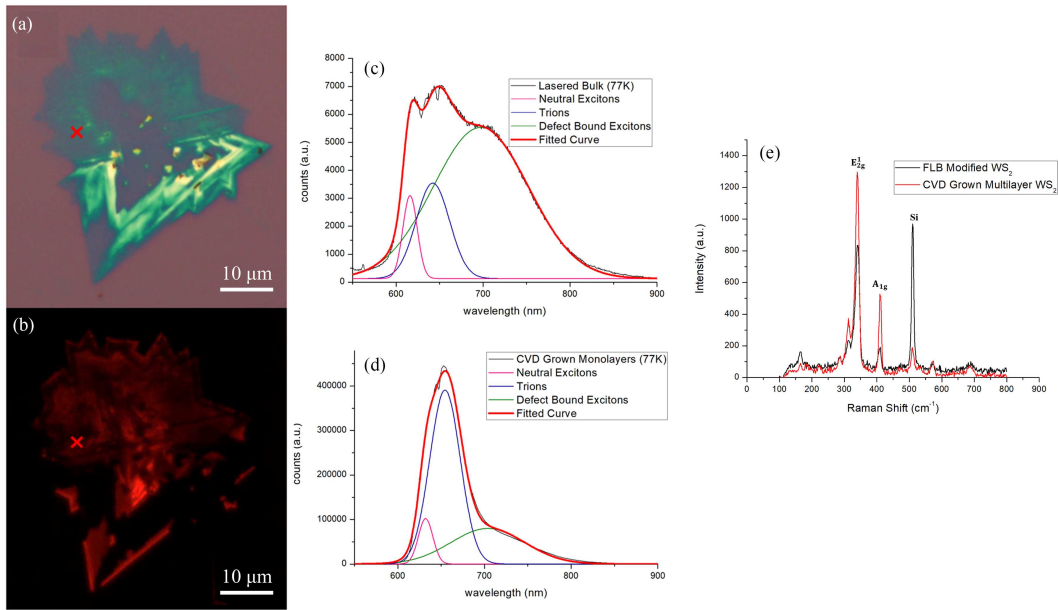 (a)
10 μm
(b)
10 μm
(c)
8000
7000
6000
5000
4000
3000
2000
1000
0
600
700
800
900
counts (a.u.)
wavelength (nm)
Lasered Bulk (77K)
Neutral Excitons
Trions
Defect Bound Excitons
Fitted Curve
(d)
400000
300000
200000
100000
0
600
700
800
900
counts (a.u.)
wavelength (nm)
CVD Grown Monolayers (77K)
Neutral Excitons
Trions
Defect Bound Excitons
Fitted Curve
(e)
1400
1200
1000
800
600
400
200
0
0
100
200
300
400
500
600
700
800
900
Intensity (a.u.)
Raman Shift (cm⁻¹)
E¹₂g
A₁g
Si
FLB Modified WS₂
CVD Grown Multilayer WS₂